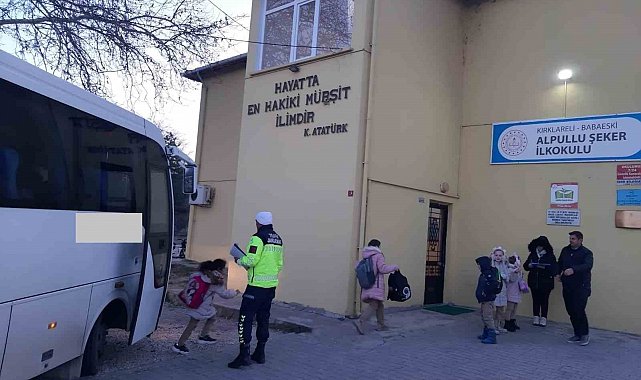 HAYATTA
EN HAKİKİ MÜRŞİT
İLİMDİR
K. ATATÜRK
KIRKLARELİ - BABAESKİ
ALPULLU ŞEKER
İLKOKULU